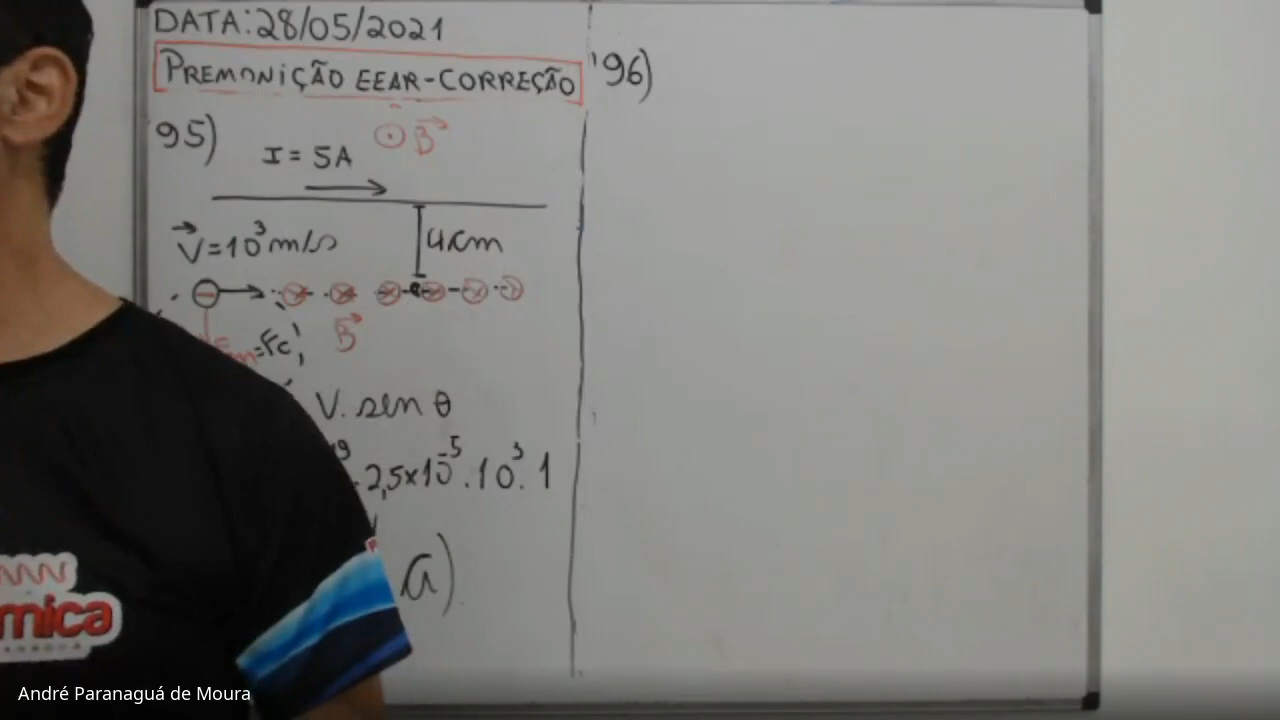 DATA:28/05/2021
PREMONIÇÃO EEAR-CORREÇÃO
95)
B
I = 5A
V=10³m/s
4cm
=Fc
B
V. sen θ
. 2,5x10⁻⁵.10³.1
a)
96)
mica
André Paranaguá de Moura